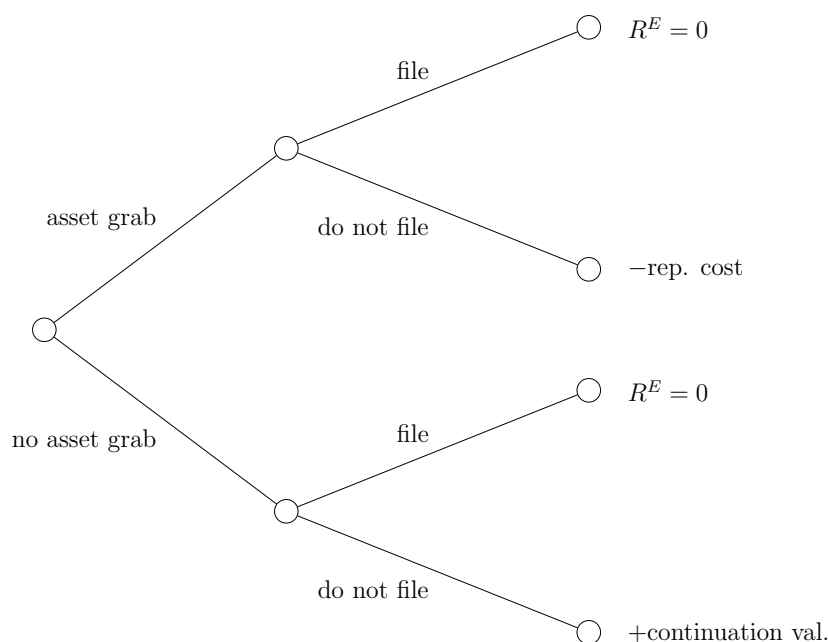 R^E = 0
file
asset grab
do not file
−rep. cost
R^E = 0
no asset grab
file
do not file
+continuation val.